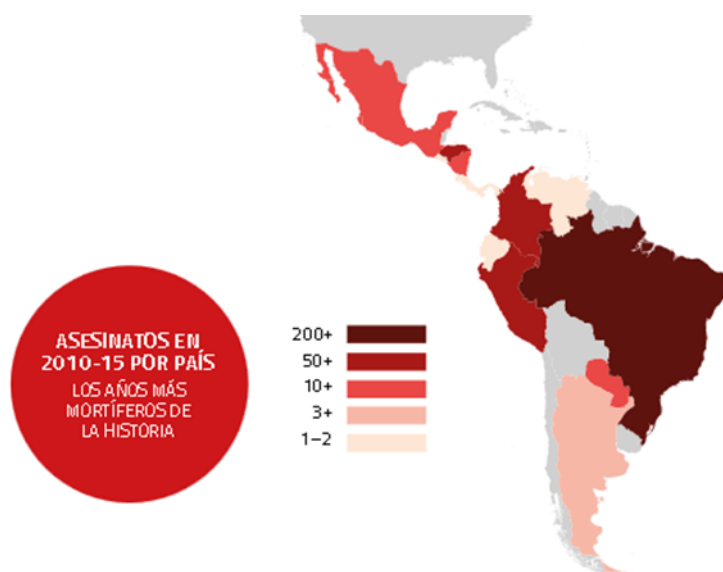 ASESINATOS EN
2010-15 POR PAÍS
LOS AÑOS MÁS
MORTÍFEROS DE
LA HISTORIA
200+
50+
10+
3+
1–2